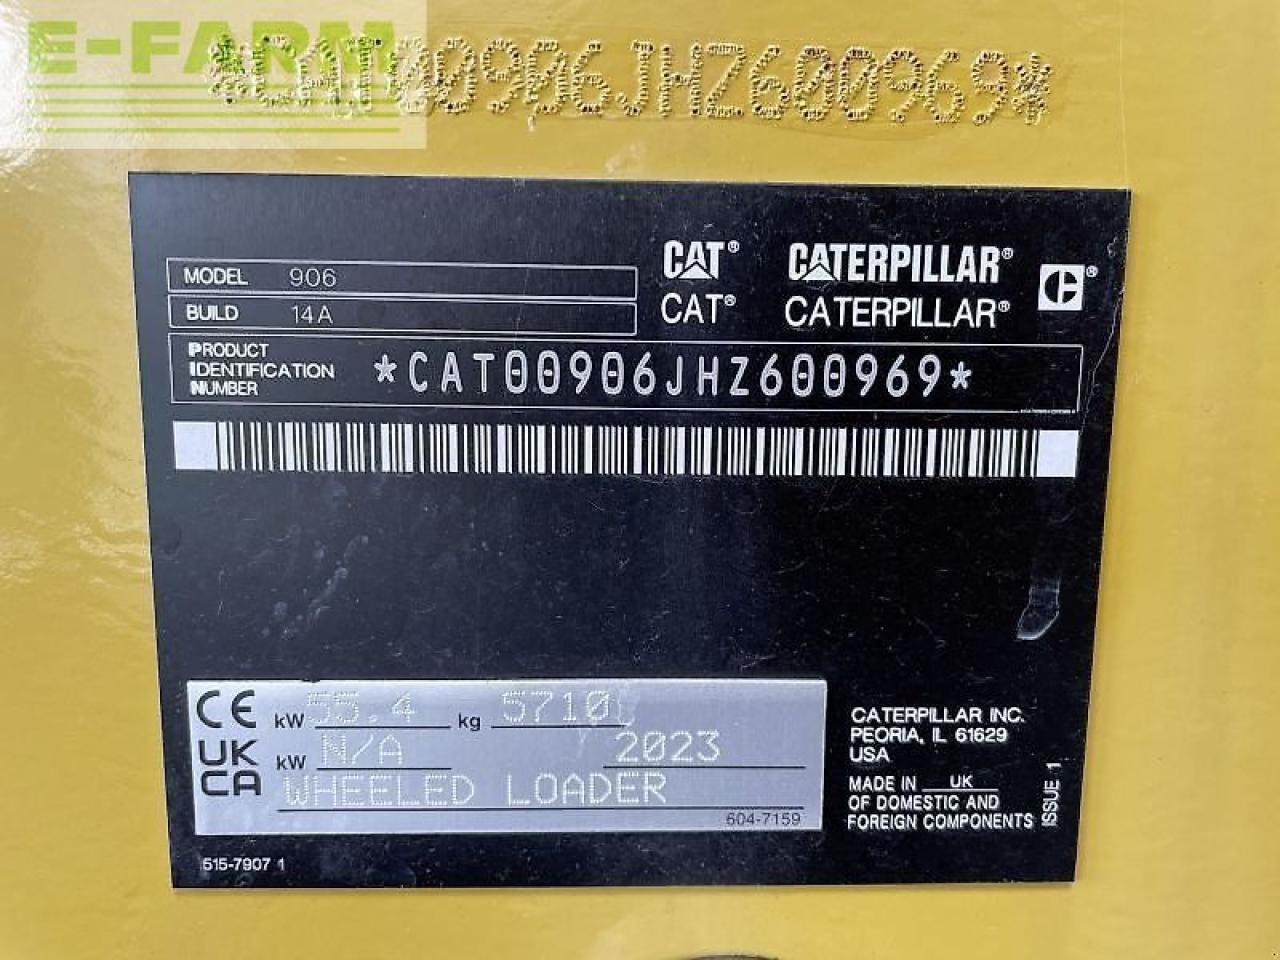 E-FARM
*CAT00906JHZ600969*
MODEL 906
BUILD 14A
CAT® CATERPILLAR®
CAT® CATERPILLAR®
C ®
PRODUCT
IDENTIFICATION
NUMBER
*CAT00906JHZ600969*
CE kW 55.4 kg 5710
UK
CA kW N/A 2023
WHEELED LOADER
604-7159
515-7907 1
CATERPILLAR INC.
PEORIA, IL 61629
USA
MADE IN UK
OF DOMESTIC AND
FOREIGN COMPONENTS
ISSUE 1